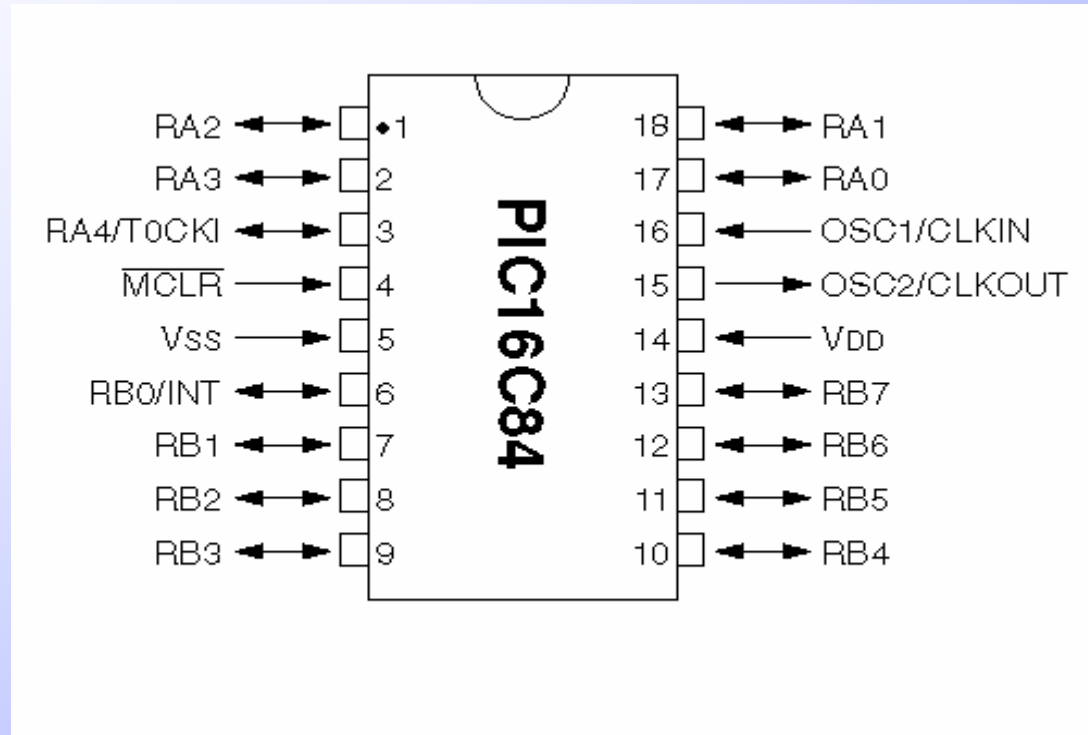 RA2 1 18 RA1
RA3 2 17 RA0
RA4/T0CKI 3 16 OSC1/CLKIN
M̅C̅L̅R̅ 4 15 OSC2/CLKOUT
VSS 5 14 VDD
RB0/INT 6 13 RB7
RB1 7 12 RB6
RB2 8 11 RB5
RB3 9 10 RB4
PIC16C84